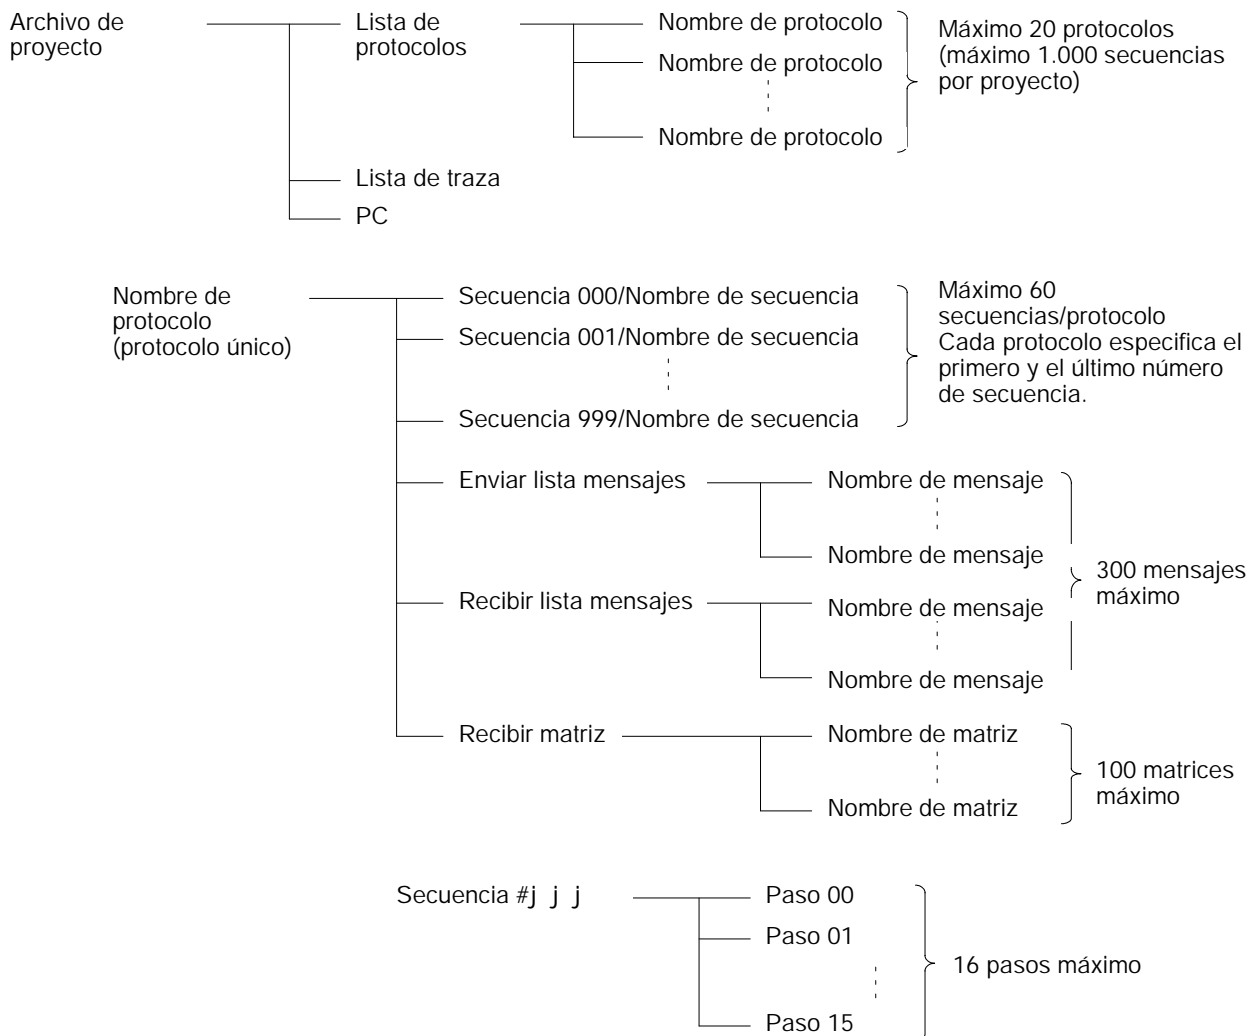 Archivo de
proyecto
Lista de
protocolos
Nombre de protocolo
Nombre de protocolo
Nombre de protocolo
Máximo 20 protocolos
(máximo 1.000 secuencias
por proyecto)
Lista de traza
PC
Nombre de
protocolo
(protocolo único)
Secuencia 000/Nombre de secuencia
Secuencia 001/Nombre de secuencia
Secuencia 999/Nombre de secuencia
Máximo 60
secuencias/protocolo
Cada protocolo especifica el
primero y el último número
de secuencia.
Enviar lista mensajes
Nombre de mensaje
Nombre de mensaje
Recibir lista mensajes
Nombre de mensaje
Nombre de mensaje
300 mensajes
máximo
Recibir matriz
Nombre de matriz
Nombre de matriz
100 matrices
máximo
Secuencia #j j j
Paso 00
Paso 01
Paso 15
16 pasos máximo